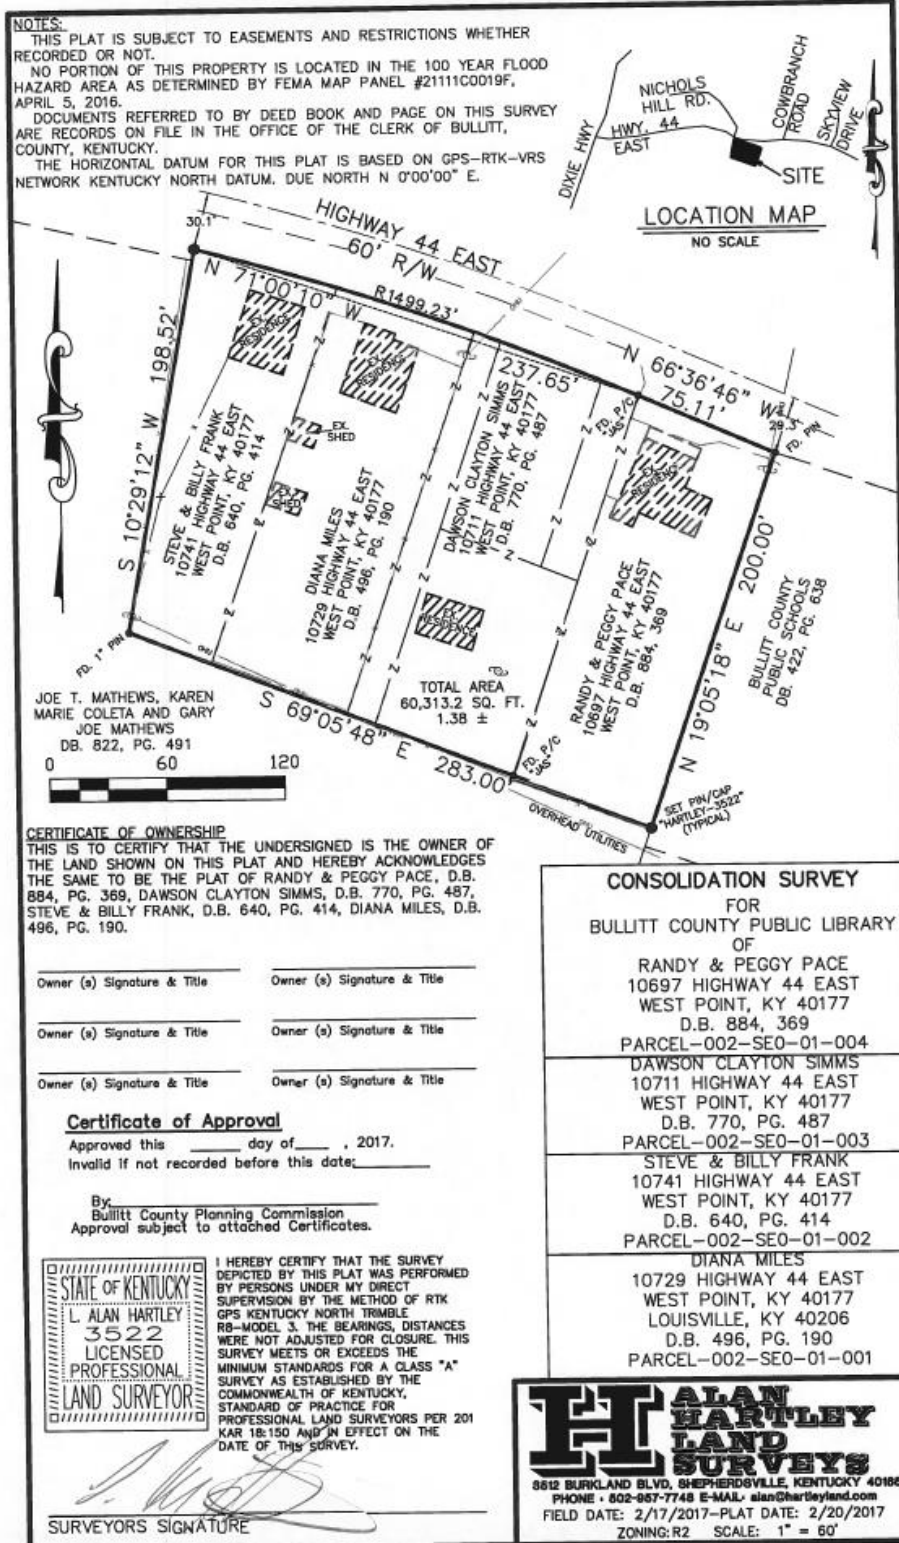 NOTES:
THIS PLAT IS SUBJECT TO EASEMENTS AND RESTRICTIONS WHETHER
RECORDED OR NOT.
NO PORTION OF THIS PROPERTY IS LOCATED IN THE 100 YEAR FLOOD
HAZARD AREA AS DETERMINED BY FEMA MAP PANEL #21111C0019F,
APRIL 5, 2016.
DOCUMENTS REFERRED TO BY DEED BOOK AND PAGE ON THIS SURVEY
ARE RECORDS ON FILE IN THE OFFICE OF THE CLERK OF BULLITT,
COUNTY, KENTUCKY.
THE HORIZONTAL DATUM FOR THIS PLAT IS BASED ON GPS-RTK-VRS
NETWORK KENTUCKY NORTH DATUM. DUE NORTH N 0°00'00" E.
NICHOLS
HILL RD.
COWBRANCH
ROAD
SKYVIEW
DRIVE
DIXIE HWY
HWY. 44
EAST
SITE
LOCATION MAP
NO SCALE
30.1'
HIGHWAY 44 EAST
60' R/W
N 71°00'10" W
R1499.23'
237.65'
N 66°36'46" W
75.11'
29.3'
FD. PIN
FD. P/C
"JAS"
S 10°29'12" W 198.52'
EX.
RESIDENCE
EX.
RESIDENCE
EX.
SHED
EX.
SHED
EX.
RESIDENCE
EX.
RESIDENCE
STEVE & BILLY FRANK
10741 HIGHWAY 44 EAST
WEST POINT, KY 40177
D.B. 640, PG. 414
DIANA MILES
10729 HIGHWAY 44 EAST
WEST POINT, KY 40177
D.B. 496, PG. 190
DAWSON CLAYTON SIMMS
10711 HIGHWAY 44 EAST
WEST POINT, KY 40177
D.B. 770, PG. 487
RANDY & PEGGY PACE
10697 HIGHWAY 44 EAST
WEST POINT, KY 40177
D.B. 884, 369
N 19°05'18" E 200.00'
BULLITT COUNTY
PUBLIC SCHOOLS
DB. 422, PG. 638
FD. 1" PIN
TOTAL AREA
60,313.2 SQ. FT.
1.38 ±
S 69°05'48" E 283.00'
FD. P/C
"JAS"
OVERHEAD UTILITIES
SET PIN/CAP
"HARTLEY-3522"
(TYPICAL)
JOE T. MATHEWS, KAREN
MARIE COLETA AND GARY
JOE MATHEWS
DB. 822, PG. 491
0 60 120
CERTIFICATE OF OWNERSHIP
THIS IS TO CERTIFY THAT THE UNDERSIGNED IS THE OWNER OF
THE LAND SHOWN ON THIS PLAT AND HEREBY ACKNOWLEDGES
THE SAME TO BE THE PLAT OF RANDY & PEGGY PACE, D.B.
884, PG. 369, DAWSON CLAYTON SIMMS, D.B. 770, PG. 487,
STEVE & BILLY FRANK, D.B. 640, PG. 414, DIANA MILES, D.B.
496, PG. 190.
Owner (s) Signature & Title Owner (s) Signature & Title
Owner (s) Signature & Title Owner (s) Signature & Title
Owner (s) Signature & Title Owner (s) Signature & Title
Certificate of Approval
Approved this day of , 2017.
Invalid if not recorded before this date:
By:
Bullitt County Planning Commission
Approval subject to attached Certificates.
STATE OF KENTUCKY
L. ALAN HARTLEY
3522
LICENSED
PROFESSIONAL
LAND SURVEYOR
I HEREBY CERTIFY THAT THE SURVEY
DEPICTED BY THIS PLAT WAS PERFORMED
BY PERSONS UNDER MY DIRECT
SUPERVISION BY THE METHOD OF RTK
GPS KENTUCKY NORTH TRIMBLE
R8-MODEL 3. THE BEARINGS, DISTANCES
WERE NOT ADJUSTED FOR CLOSURE. THIS
SURVEY MEETS OR EXCEEDS THE
MINIMUM STANDARDS FOR A CLASS "A"
SURVEY AS ESTABLISHED BY THE
COMMONWEALTH OF KENTUCKY,
STANDARD OF PRACTICE FOR
PROFESSIONAL LAND SURVEYORS PER 201
KAR 18:150 AND IN EFFECT ON THE
DATE OF THIS SURVEY.
SURVEYORS SIGNATURE
CONSOLIDATION SURVEY
FOR
BULLITT COUNTY PUBLIC LIBRARY
OF
RANDY & PEGGY PACE
10697 HIGHWAY 44 EAST
WEST POINT, KY 40177
D.B. 884, 369
PARCEL-002-SE0-01-004
DAWSON CLAYTON SIMMS
10711 HIGHWAY 44 EAST
WEST POINT, KY 40177
D.B. 770, PG. 487
PARCEL-002-SE0-01-003
STEVE & BILLY FRANK
10741 HIGHWAY 44 EAST
WEST POINT, KY 40177
D.B. 640, PG. 414
PARCEL-002-SE0-01-002
DIANA MILES
10729 HIGHWAY 44 EAST
WEST POINT, KY 40177
LOUISVILLE, KY 40206
D.B. 496, PG. 190
PARCEL-002-SE0-01-001
H
ALAN
HARTLEY
LAND
SURVEYS
8512 BURKLAND BLVD, SHEPHERDSVILLE, KENTUCKY 40165
PHONE : 502-957-7748 E-MAIL: alan@hartleyland.com
FIELD DATE: 2/17/2017-PLAT DATE: 2/20/2017
ZONING: R2 SCALE: 1" = 60'